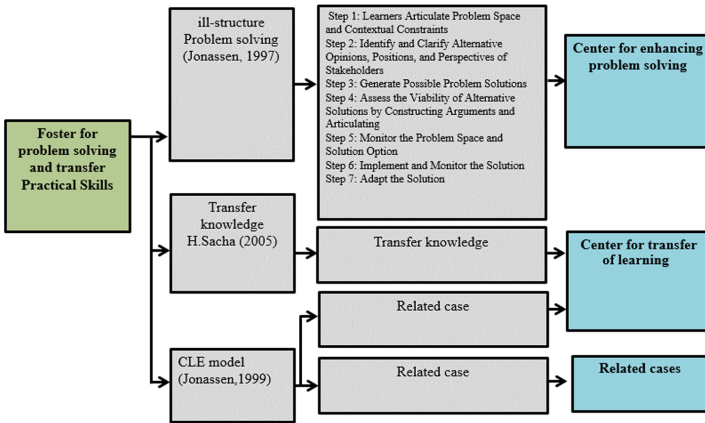 Foster for
problem solving
and transfer
Practical Skills
ill-structure
Problem solving
(Jonassen, 1997)
Step 1: Learners Articulate Problem Space
and Contextual Constraints
Step 2: Identify and Clarify Alternative
Opinions, Positions, and Perspectives of
Stakeholders
Step 3: Generate Possible Problem Solutions
Step 4: Assess the Viability of Alternative
Solutions by Constructing Arguments and
Articulating
Step 5: Monitor the Problem Space and
Solution Option
Step 6: Implement and Monitor the Solution
Step 7: Adapt the Solution
Center for enhancing
problem solving
Transfer
knowledge
H.Sacha (2005)
Transfer knowledge
Center for transfer
of learning
CLE model
(Jonassen,1999)
Related case
Related case
Related cases